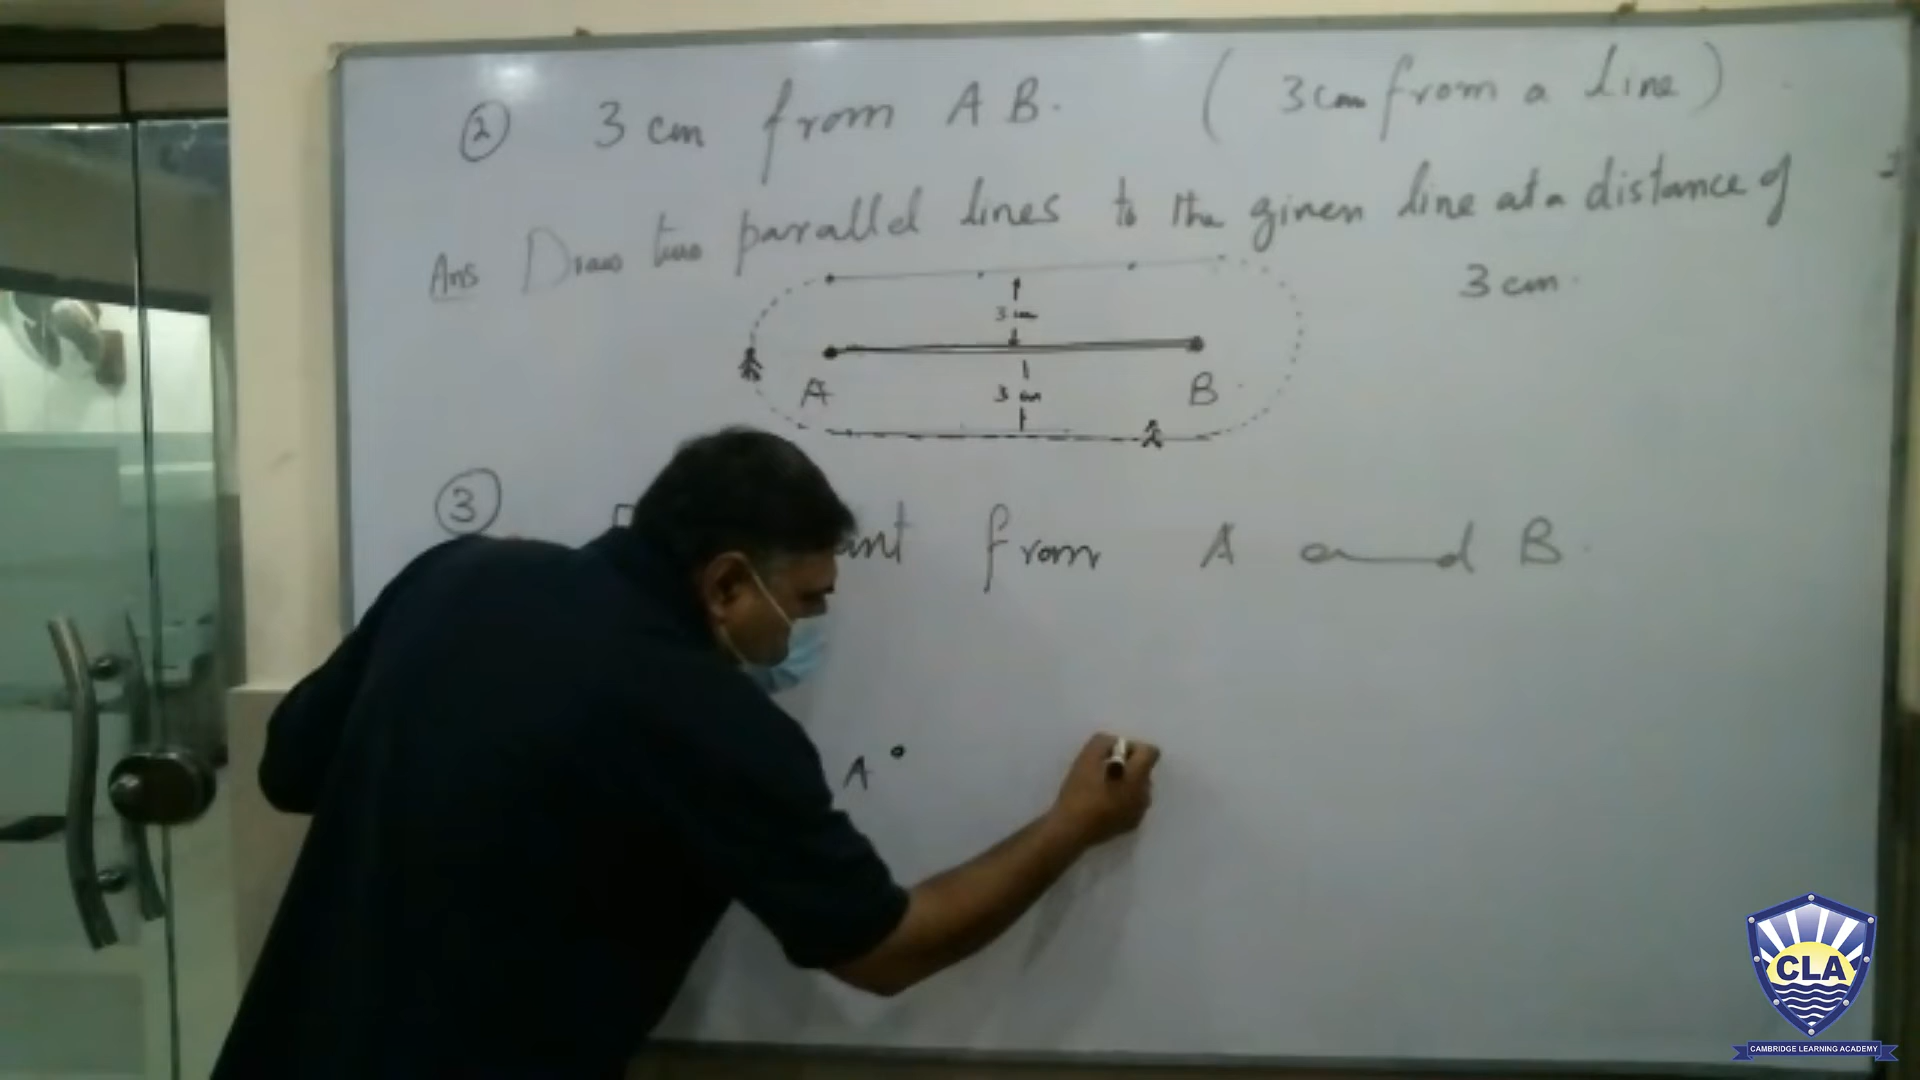 ② 3 cm from A B. ( 3 cm from a line )
Ans Draw two parallel lines to the given line at a distance of
3 cm.
3 cm
A B
3 cm
③ from A and B.
A
CLA
CAMBRIDGE LEARNING ACADEMY